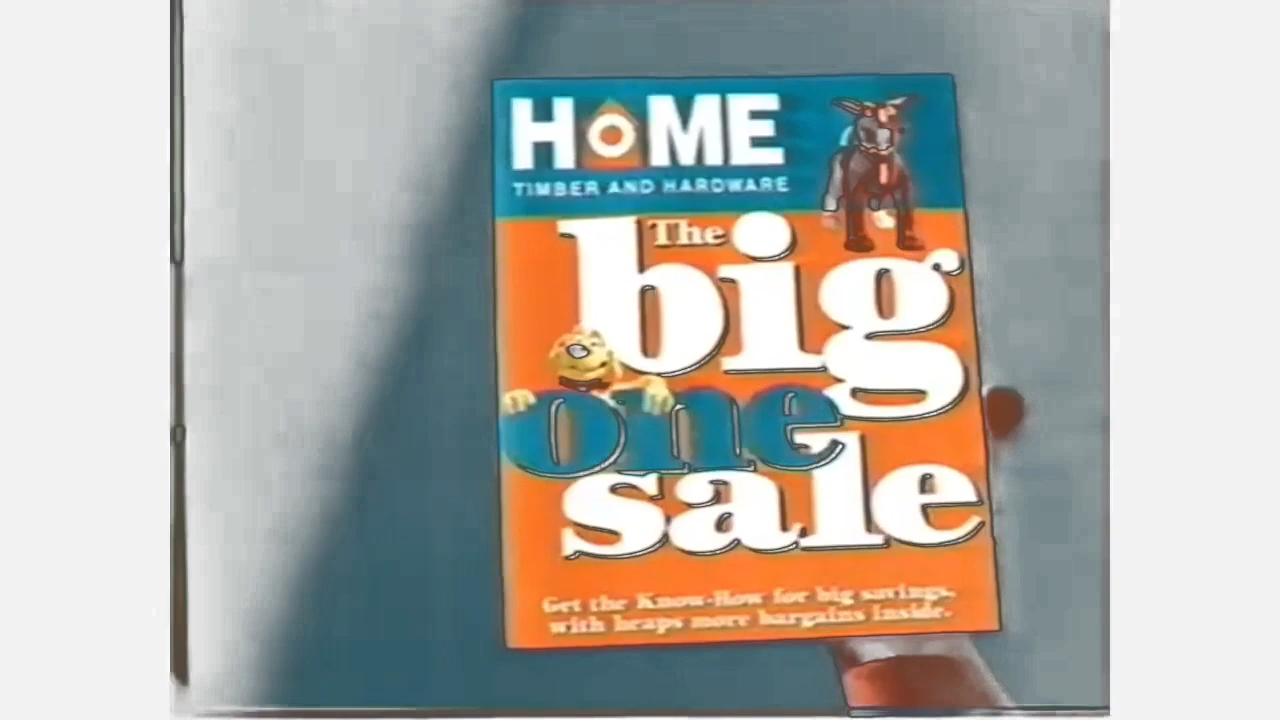 HOME
TIMBER AND HARDWARE
The
big
one
sale
Get the Know-How for big savings,
with heaps more bargains inside.